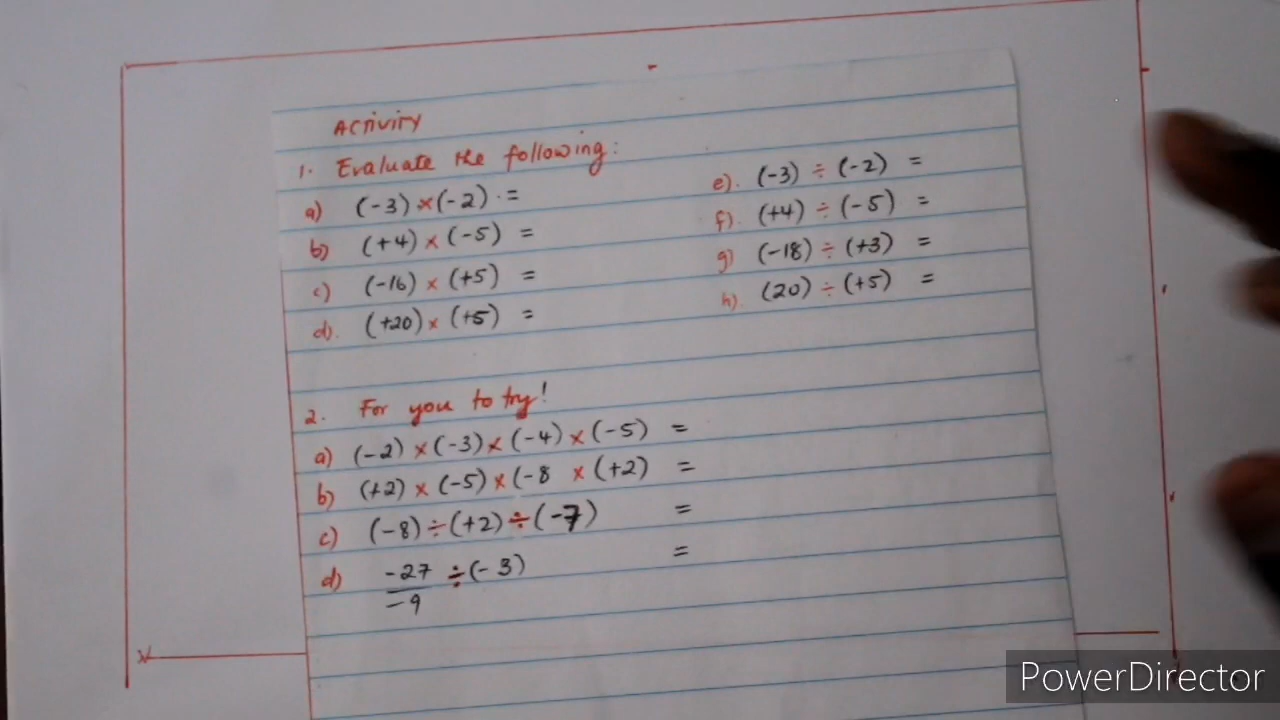 ACTIVITY
1. Evaluate the following:
a) (-3) × (-2) . =
b) (+4) × (-5) =
c) (-16) × (+5) =
d). (+20) × (+5) =
e). (-3) ÷ (-2) =
f). (+4) ÷ (-5) =
g) (-18) ÷ (+3) =
h). (20) ÷ (+5) =
2. For you to try!
a) (-2) × (-3) × (-4) × (-5) =
b) (+2) × (-5) × (-8 × (+2) =
c) (-8) ÷ (+2) ÷ (-7) =
d) -27 ÷ (-3) =
-9
PowerDirector